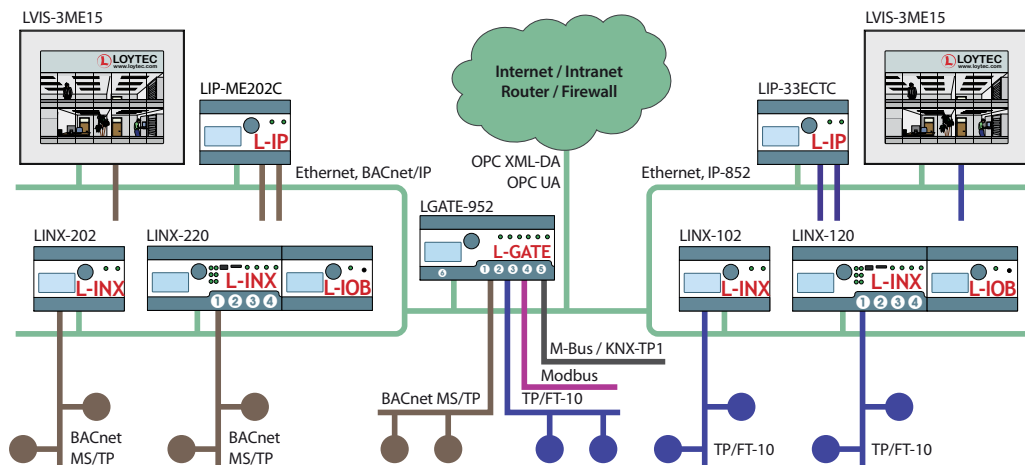 LVIS-3ME15
LOYTEC
www.loytec.com
LIP-ME202C
L-IP
Internet / Intranet
Router / Firewall
LIP-33ECTC
L-IP
LVIS-3ME15
LOYTEC
www.loytec.com
Ethernet, BACnet/IP
OPC XML-DA
OPC UA
Ethernet, IP-852
LGATE-952
L-GATE
6 1 2 3 4 5
LINX-202
L-INX
LINX-220
L-INX
1 2 3 4
L-IOB
LINX-102
L-INX
LINX-120
L-INX
1 2 3 4
L-IOB
M-Bus / KNX-TP1
Modbus
BACnet MS/TP
TP/FT-10
BACnet
MS/TP
BACnet
MS/TP
TP/FT-10
TP/FT-10